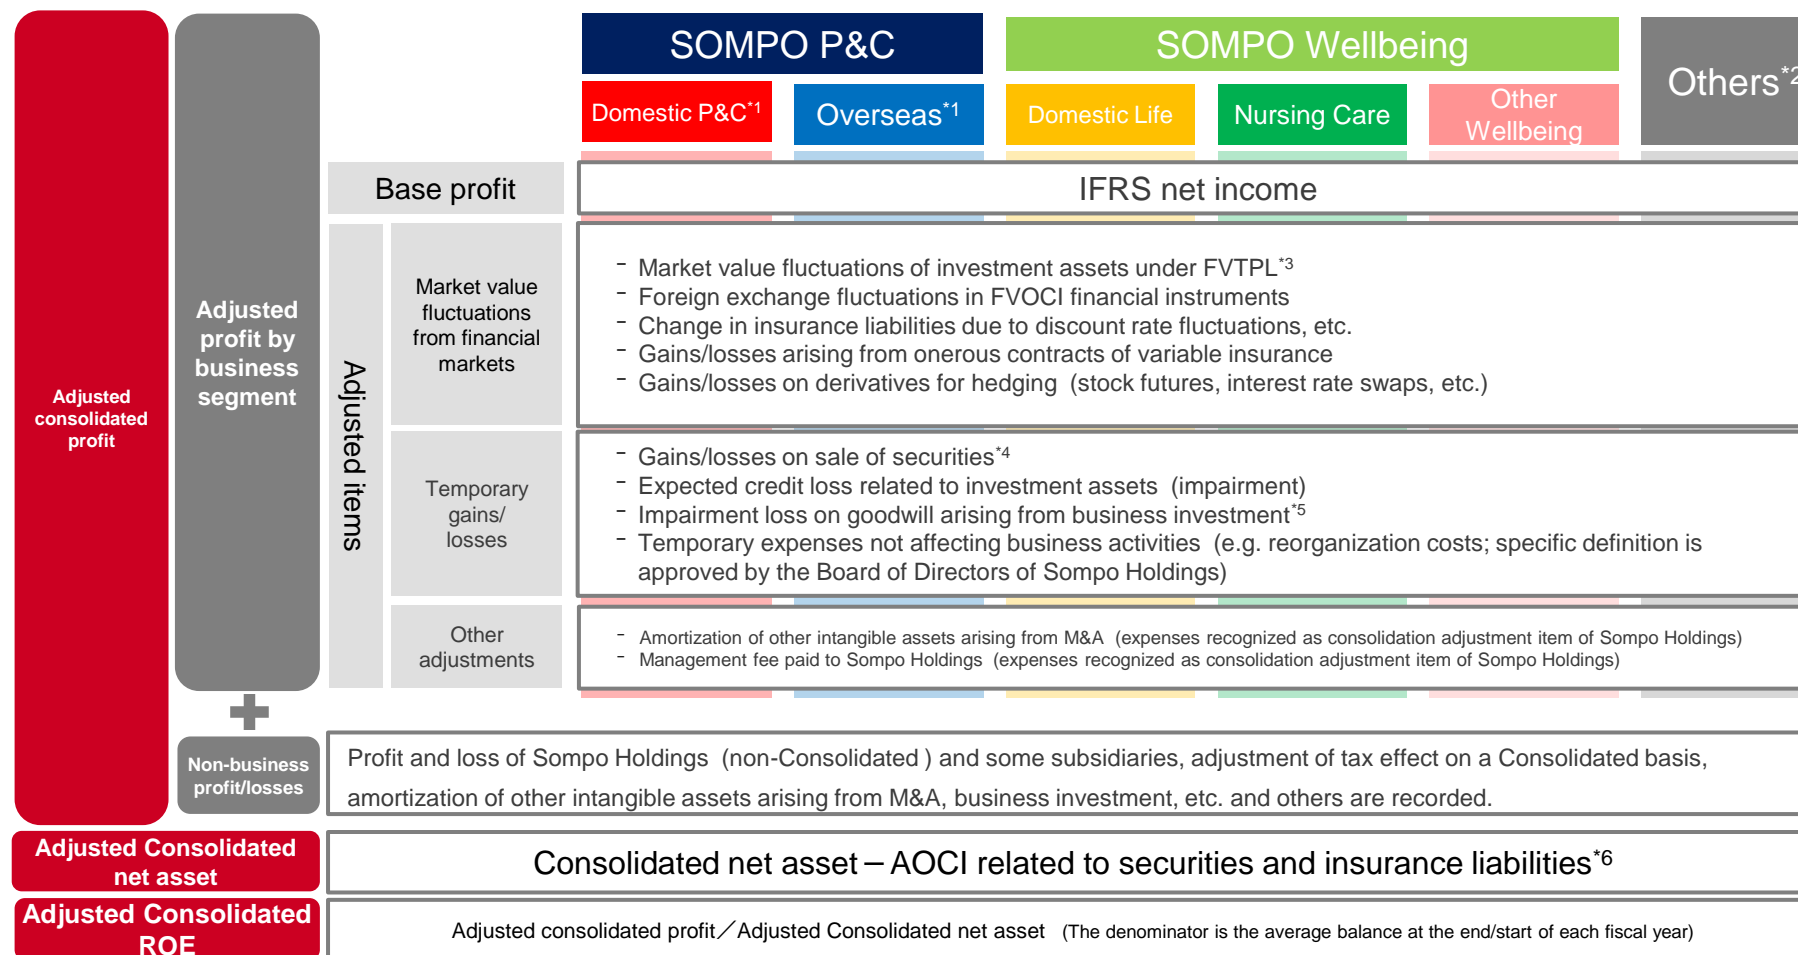 SOMPO P&C
SOMPO Wellbeing
Others*2
Domestic P&C*1
Overseas*1
Domestic Life
Nursing Care
Other
Wellbeing
Base profit
IFRS net income
Adjusted
consolidated
profit
Adjusted
profit by
business
segment
Adjusted items
Market value
fluctuations
from financial
markets
- Market value fluctuations of investment assets under FVTPL*3
- Foreign exchange fluctuations in FVOCI financial instruments
- Change in insurance liabilities due to discount rate fluctuations, etc.
- Gains/losses arising from onerous contracts of variable insurance
- Gains/losses on derivatives for hedging (stock futures, interest rate swaps, etc.)
Temporary
gains/
losses
- Gains/losses on sale of securities*4
- Expected credit loss related to investment assets (impairment)
- Impairment loss on goodwill arising from business investment*5
- Temporary expenses not affecting business activities (e.g. reorganization costs; specific definition is
approved by the Board of Directors of Sompo Holdings)
Other
adjustments
- Amortization of other intangible assets arising from M&A (expenses recognized as consolidation adjustment item of Sompo Holdings)
- Management fee paid to Sompo Holdings (expenses recognized as consolidation adjustment item of Sompo Holdings)
Non-business
profit/losses
Profit and loss of Sompo Holdings (non-Consolidated ) and some subsidiaries, adjustment of tax effect on a Consolidated basis,
amortization of other intangible assets arising from M&A, business investment, etc. and others are recorded.
Adjusted Consolidated
net asset
Consolidated net asset – AOCI related to securities and insurance liabilities*6
Adjusted Consolidated
ROE
Adjusted consolidated profit／Adjusted Consolidated net asset (The denominator is the average balance at the end/start of each fiscal year)